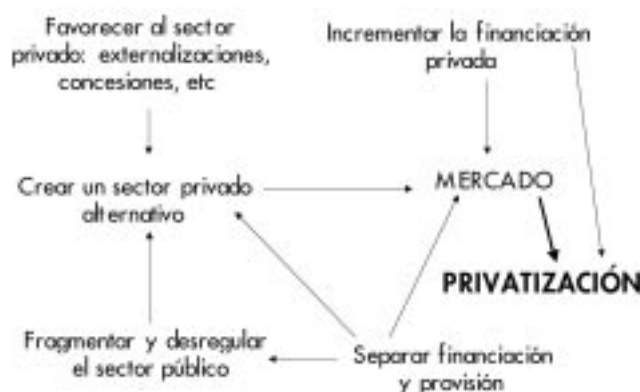 Favorecer al sector
privado: externalizaciones,
concesiones, etc
Incrementar la financiación
privada
Crear un sector privado
alternativo
MERCADO
PRIVATIZACIÓN
Fragmentar y desregular
el sector público
Separar financiación
y provisión